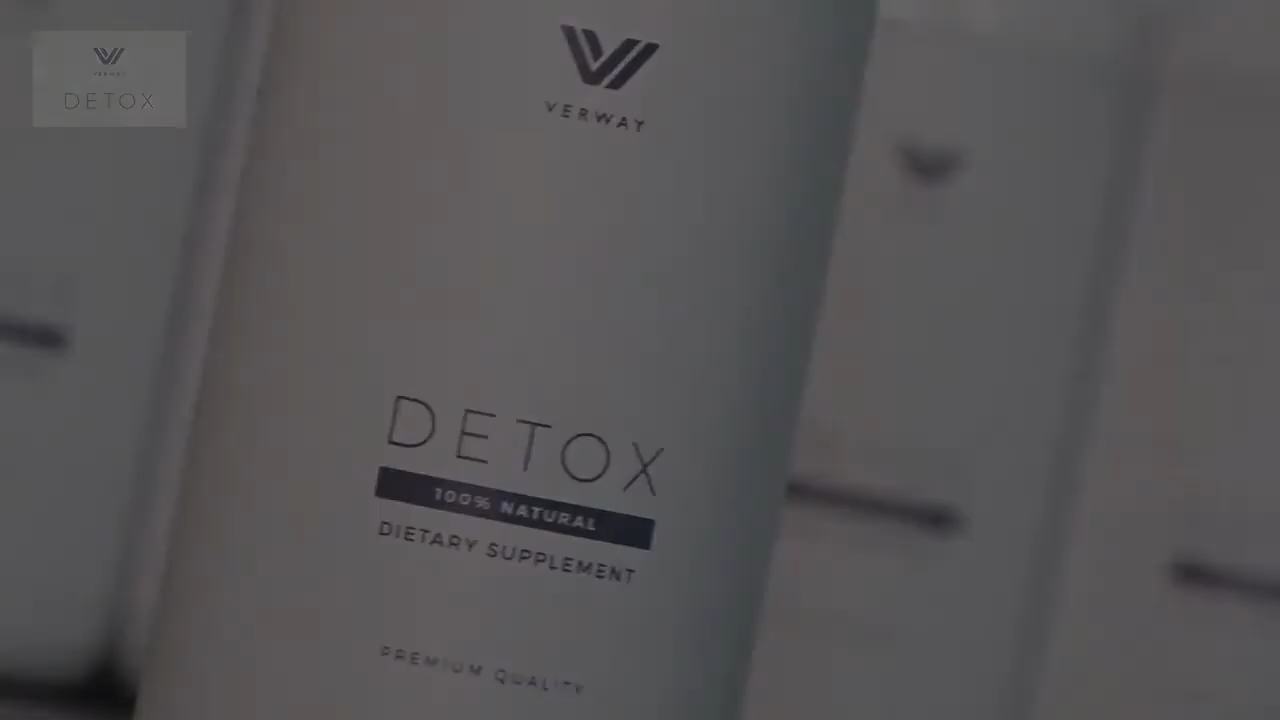 VERWAY
DETOX
VERWAY
DETOX
100% NATURAL
DIETARY SUPPLEMENT
PREMIUM QUALITY